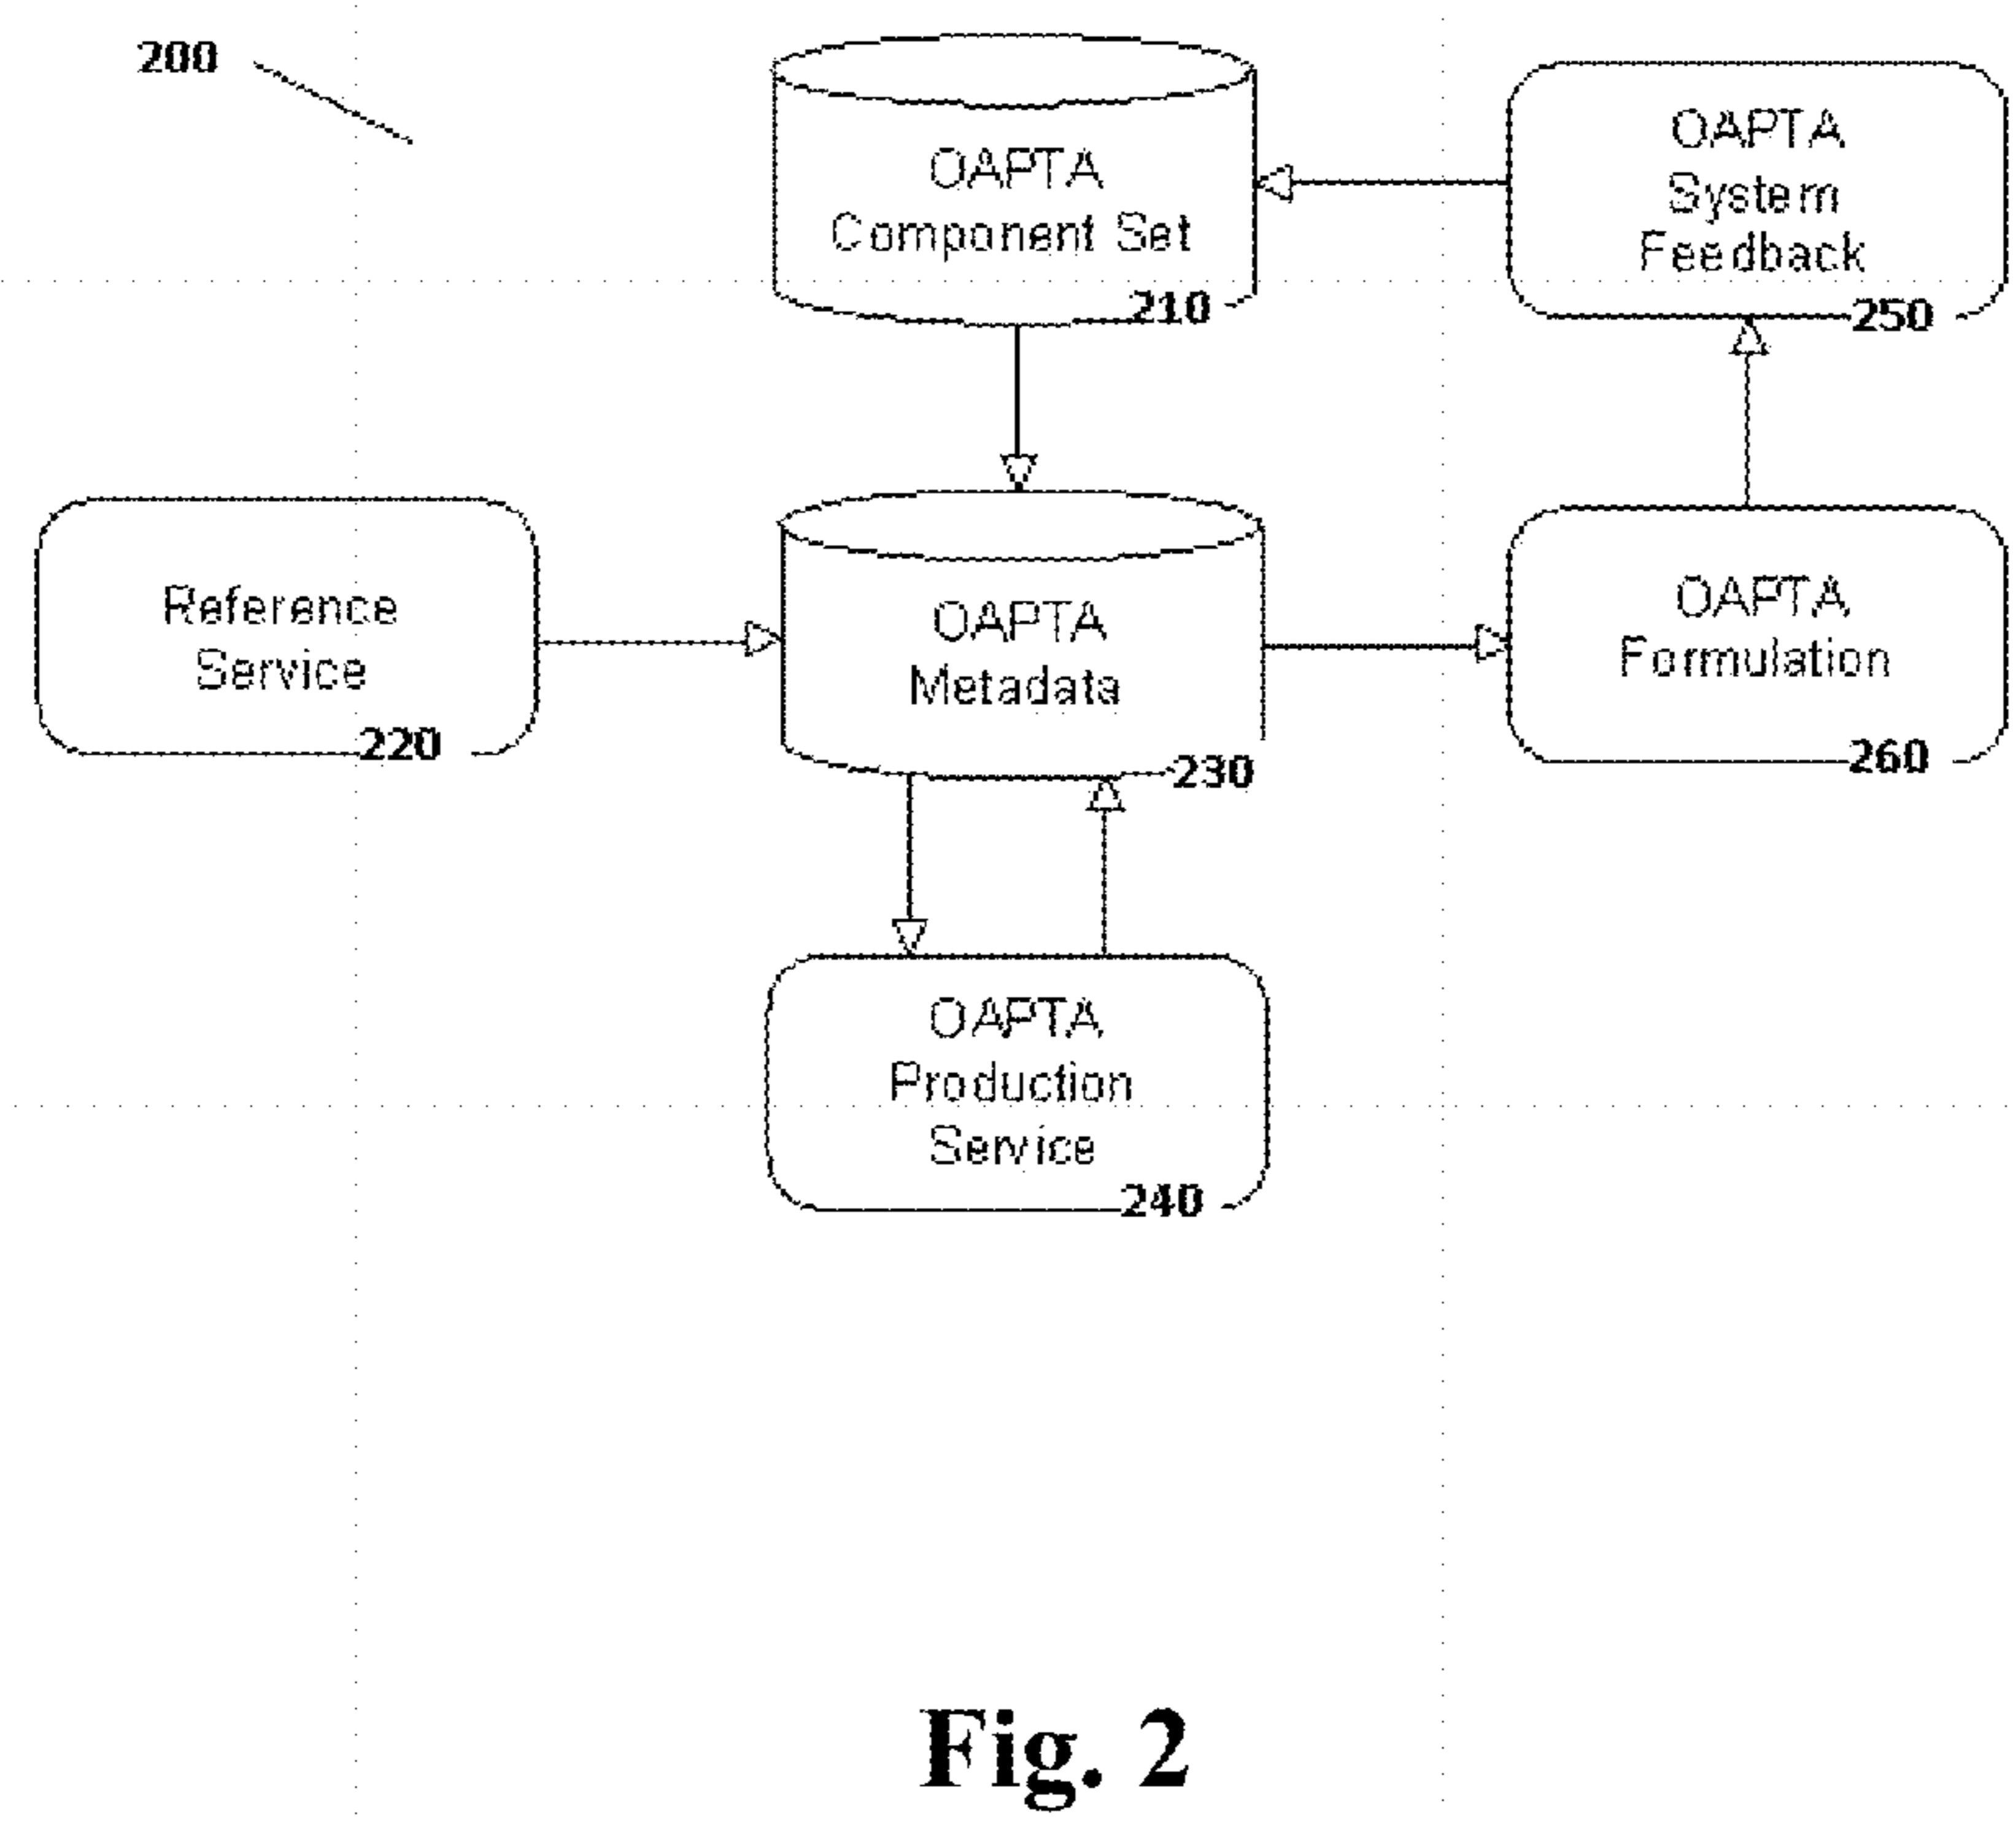 200
OAPTA
Component Set
210
OAPTA
System
Feedback
250
Reference
Service
220
OAPTA
Metadata
230
OAPTA
Formulation
260
OAPTA
Production
Service
240
Fig. 2